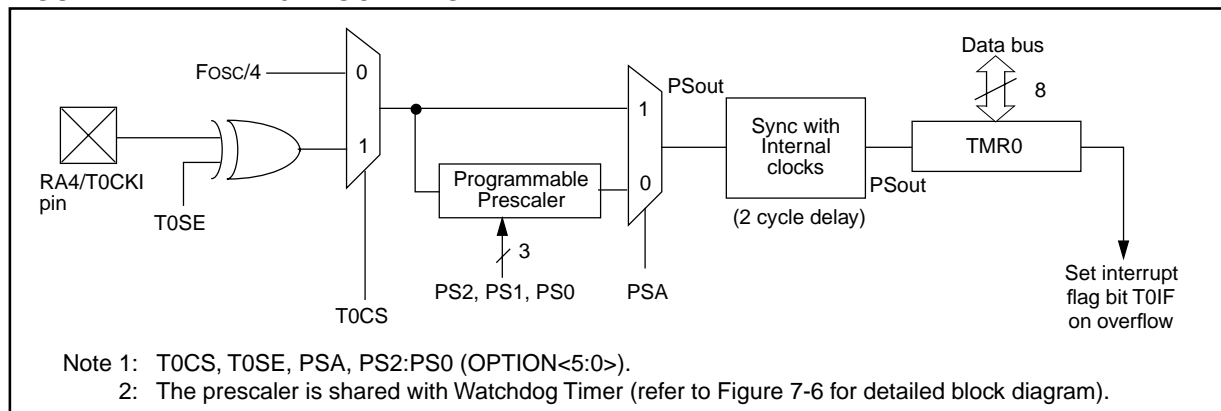 Data bus
8
FOSC/4
0
1
PSout
1
0
Sync with
Internal
clocks
(2 cycle delay)
TMR0
PSout
RA4/T0CKI
pin
T0SE
Programmable
Prescaler
3
PS2, PS1, PS0
PSA
T0CS
Set interrupt
flag bit T0IF
on overflow
Note 1: T0CS, T0SE, PSA, PS2:PS0 (OPTION<5:0>).
2: The prescaler is shared with Watchdog Timer (refer to Figure 7-6 for detailed block diagram).